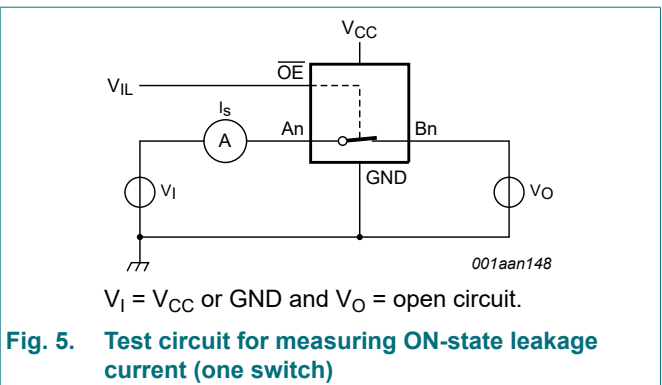 VCC
OE
VIL
Is
An
Bn
A
GND
VI
VO
001aan148
VI = VCC or GND and VO = open circuit.
Fig. 5. Test circuit for measuring ON-state leakage
current (one switch)